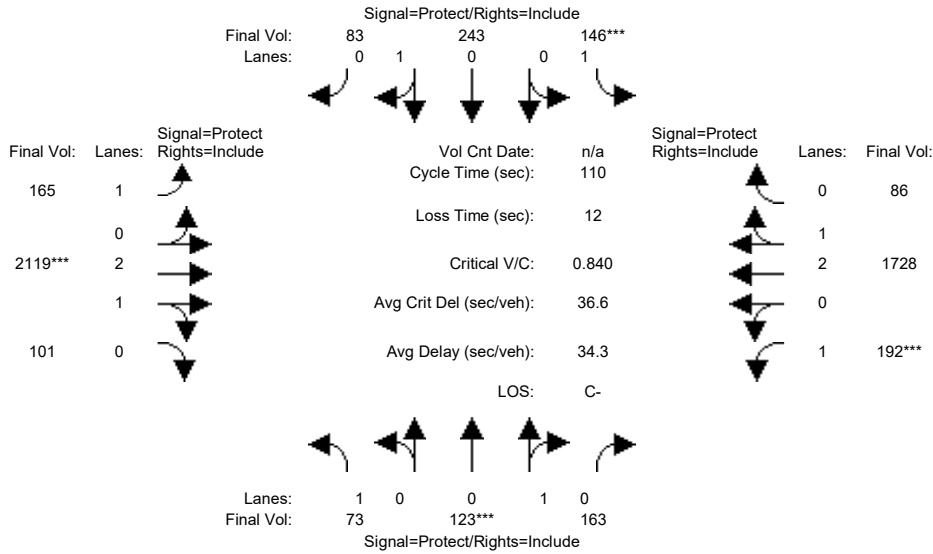 Signal=Protect/Rights=Include
Final Vol: 83 243 146***
Lanes: 0 1 0 0 1
Signal=Protect Signal=Protect
Final Vol: Lanes: Rights=Include Vol Cnt Date: n/a Rights=Include Lanes: Final Vol:
Cycle Time (sec): 110
165 1 0 86
Loss Time (sec): 12
0 1
2119*** 2 Critical V/C: 0.840 2 1728
1 Avg Crit Del (sec/veh): 36.6 0
101 0 Avg Delay (sec/veh): 34.3 1 192***
LOS: C-
Lanes: 1 0 0 1 0
Final Vol: 73 123*** 163
Signal=Protect/Rights=Include